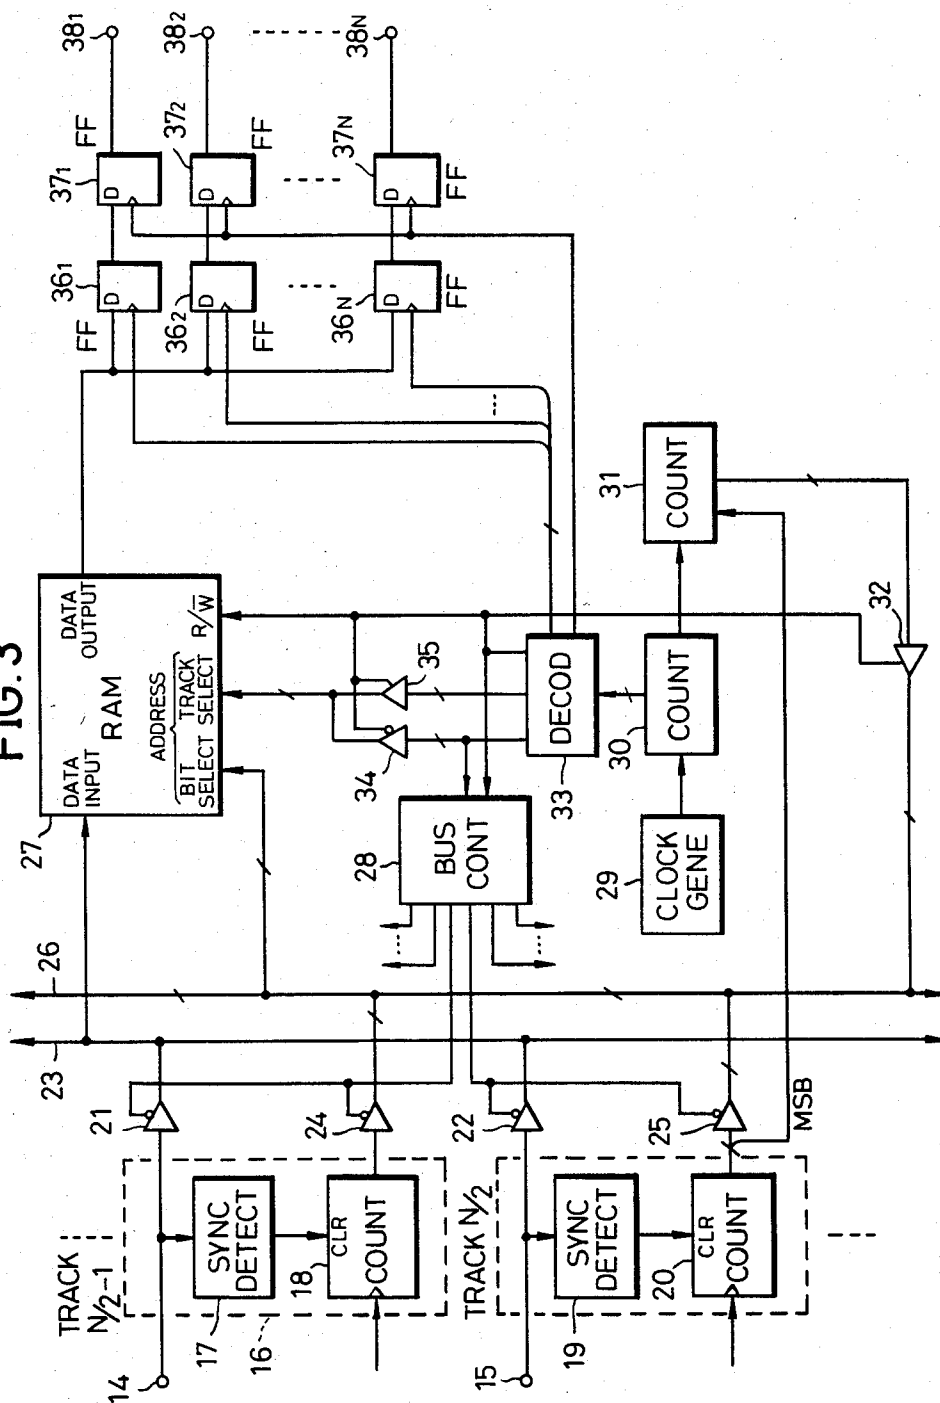 FIG. 3
38₁
38₂
38N
FF
37₁
37₂
FF
37N
FF
36₁
FF
36₂
FF
36N
FF
D
D
D
D
D
D
27
DATA INPUT
DATA OUTPUT
RAM
ADDRESS
BIT SELECT
TRACK SELECT
R/W̅
35
34
31
COUNT
32
DECOD
33
30
COUNT
28
BUS CONT
29
CLOCK GENE
26
23
21
24
22
25
MSB
TRACK N/2-1
SYNC DETECT
17
18
CLR
COUNT
16
14
TRACK N/2
SYNC DETECT
19
20
CLR
COUNT
15